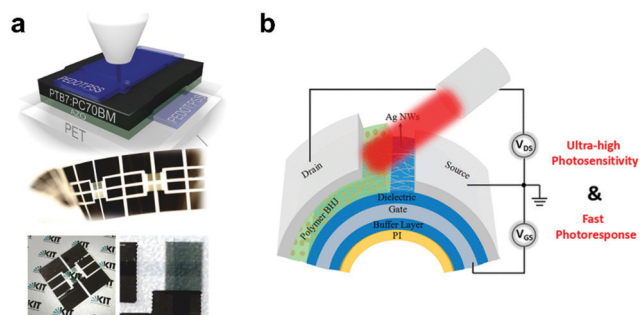 a
PEDOT:PSS
PTB7:PC70BM
PEDOT:PSS
PET
KIT
KIT
b
Ag NWs
Drain
Source
Polymer BHJ
Dielectric
Gate
Buffer Layer
PI
VDS
VGS
Ultra-high
Photosensitivity
&
Fast
Photoresponse